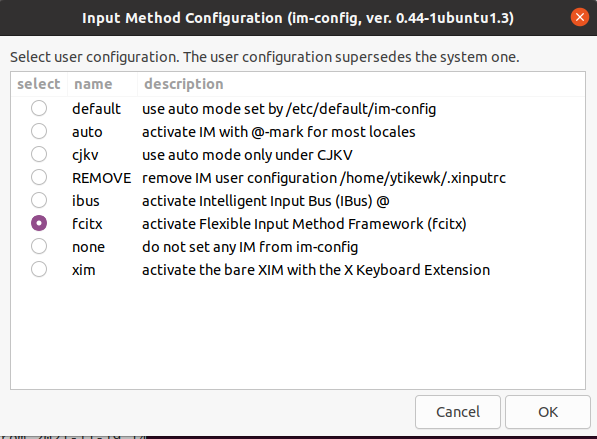 Input Method Configuration (im-config, ver. 0.44-1ubuntu1.3)
Select user configuration. The user configuration supersedes the system one.
select name description
default use auto mode set by /etc/default/im-config
auto activate IM with @-mark for most locales
cjkv use auto mode only under CJKV
REMOVE remove IM user configuration /home/ytikewk/.xinputrc
ibus activate Intelligent Input Bus (IBus) @
fcitx activate Flexible Input Method Framework (fcitx)
none do not set any IM from im-config
xim activate the bare XIM with the X Keyboard Extension
Cancel OK